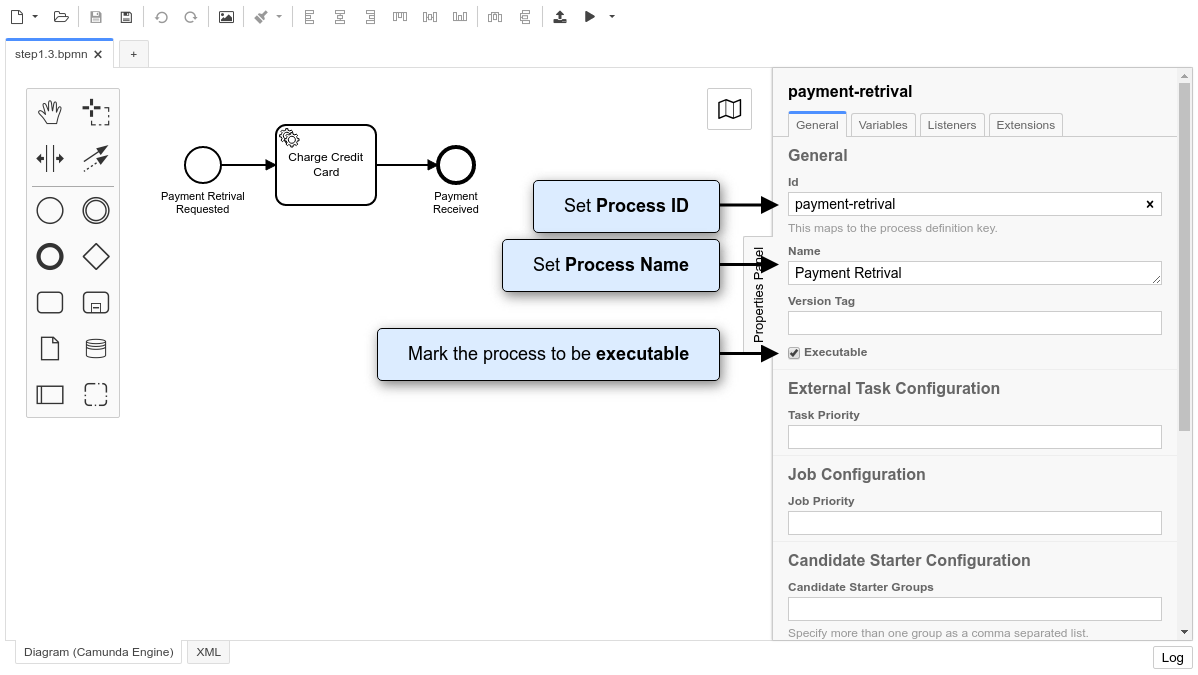 step1.3.bpmn
+
Charge Credit
Card
Payment Retrival
Requested
Payment
Received
Set Process ID
Set Process Name
Mark the process to be executable
Properties Panel
payment-retrival
General
Variables
Listeners
Extensions
General
Id
payment-retrival
This maps to the process definition key.
Name
Payment Retrival
Version Tag
Executable
External Task Configuration
Task Priority
Job Configuration
Job Priority
Candidate Starter Configuration
Candidate Starter Groups
Specify more than one group as a comma separated list.
Diagram (Camunda Engine)
XML
Log